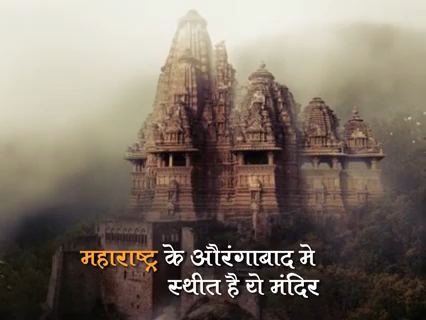 महाराष्ट्र के औरंगाबाद मे
स्थीत है ये मंदिर